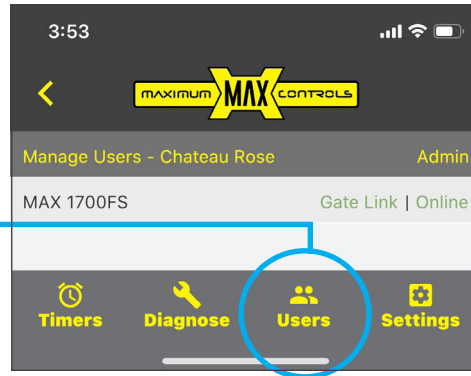 3:53
MAXIMUM MAX CONTROLS
Manage Users - Chateau Rose Admin
MAX 1700FS Gate Link | Online
Timers Diagnose Users Settings